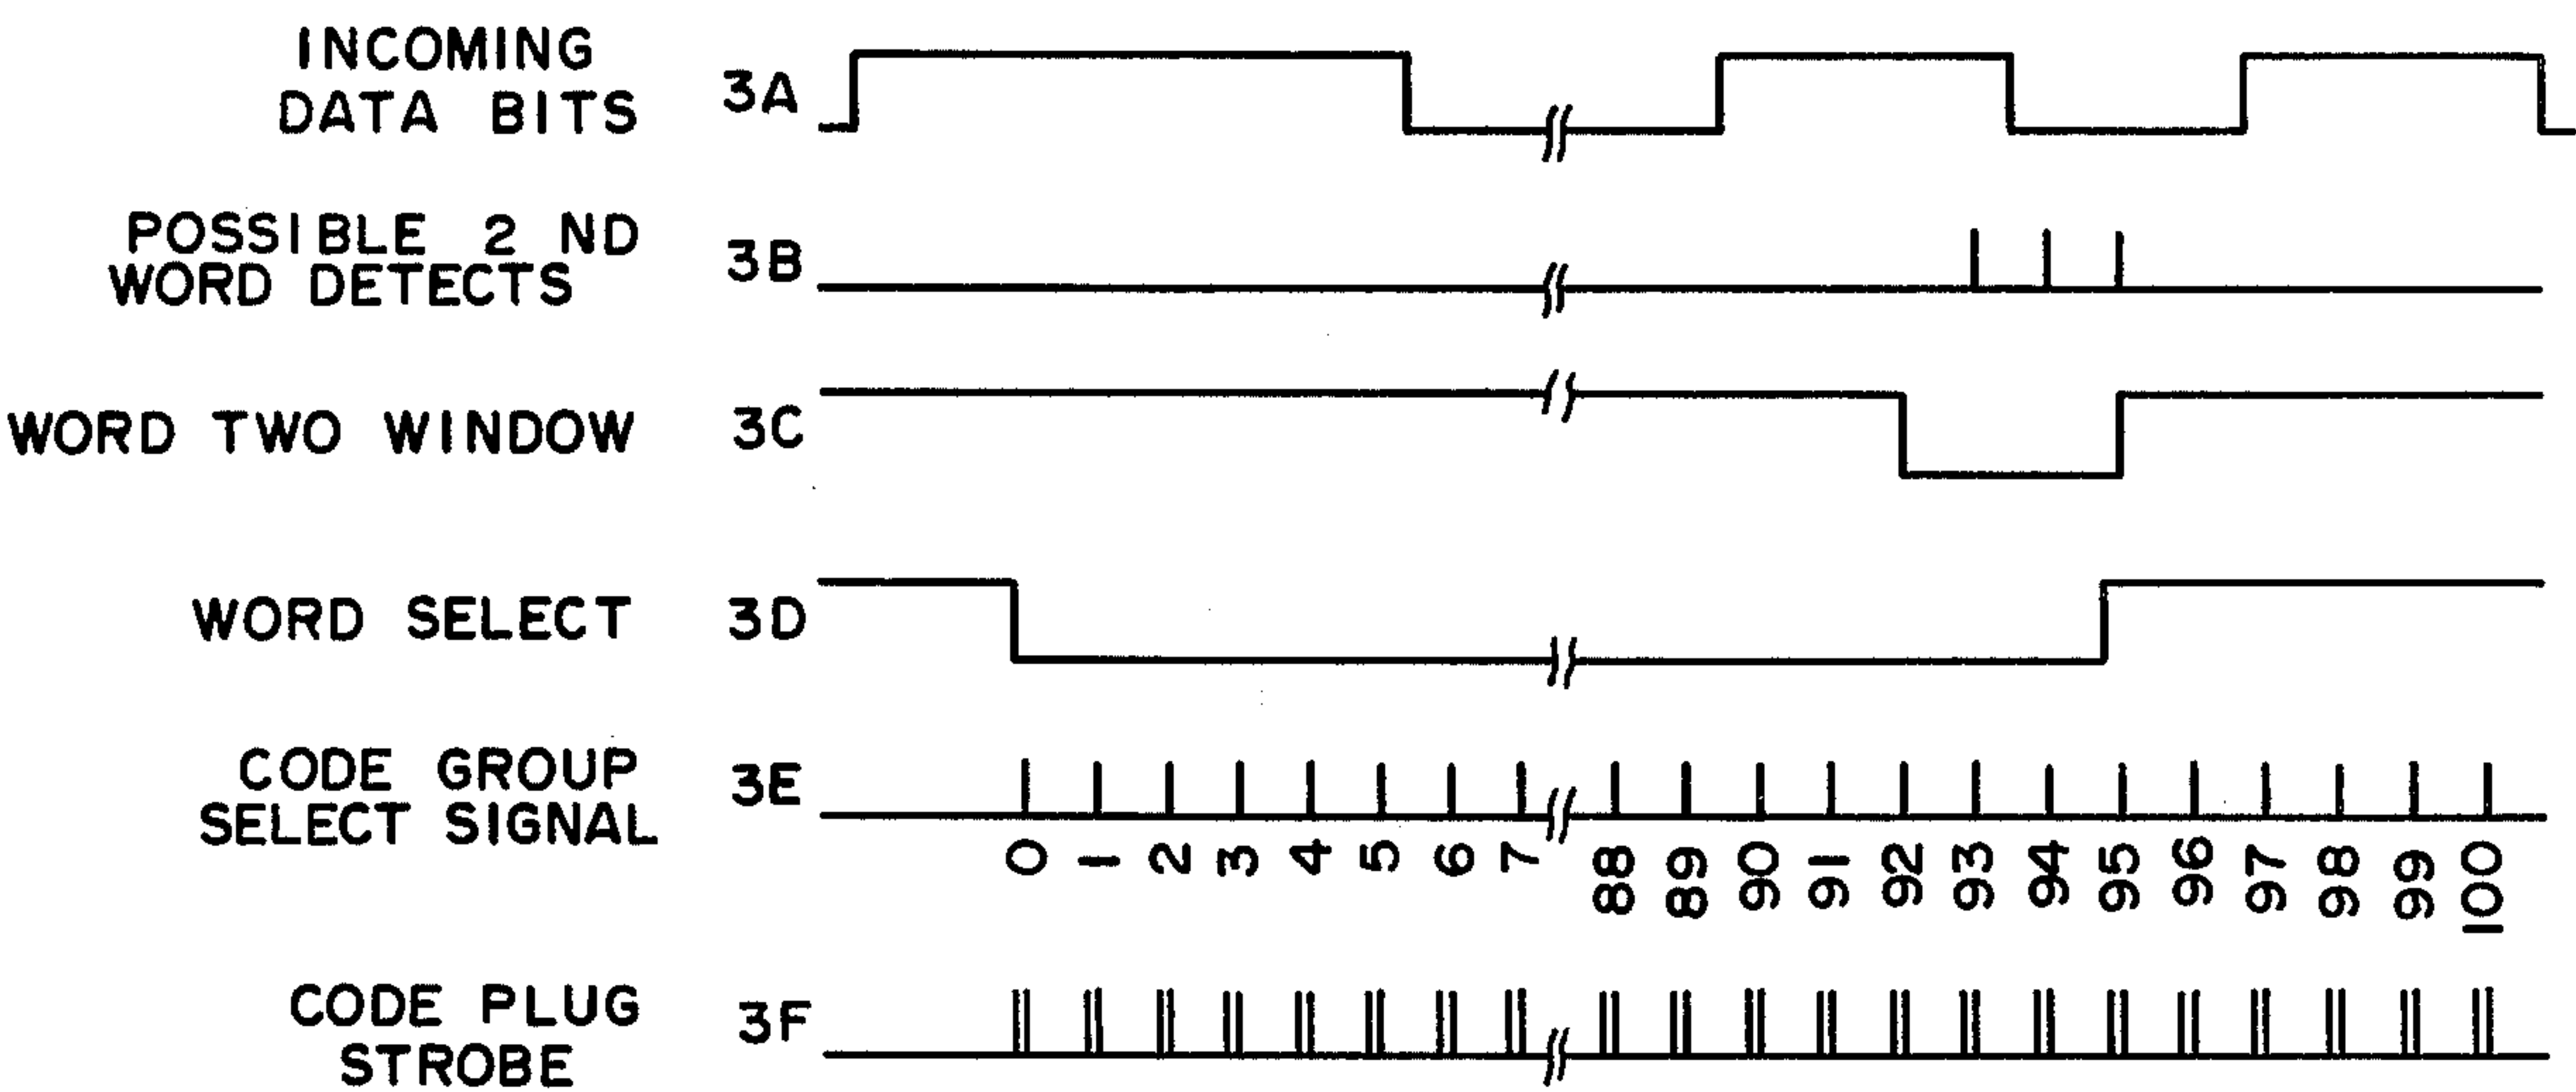 INCOMING
DATA BITS 3A
POSSIBLE 2 ND
WORD DETECTS 3B
WORD TWO WINDOW 3C
WORD SELECT 3D
CODE GROUP
SELECT SIGNAL 3E
0 1 2 3 4 5 6 7 88 89 90 91 92 93 94 95 96 97 98 99 100
CODE PLUG
STROBE 3F